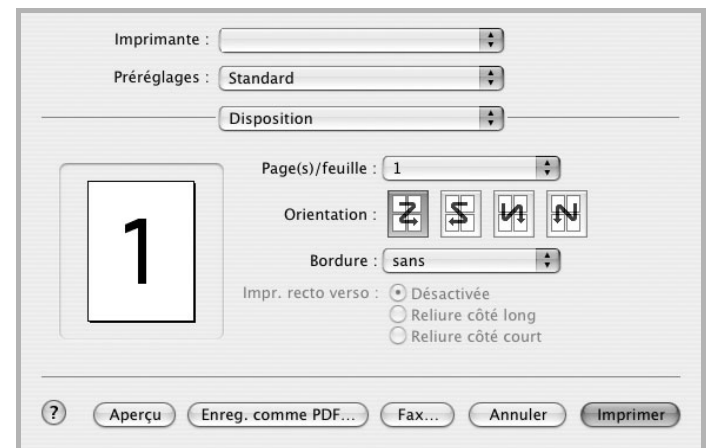 Imprimante :
Préréglages : Standard
Disposition
Page(s)/feuille : 1
1
Orientation :
Bordure : sans
Impr. recto verso : Désactivée
Reliure côté long
Reliure côté court
? Aperçu Enreg. comme PDF... Fax... Annuler Imprimer